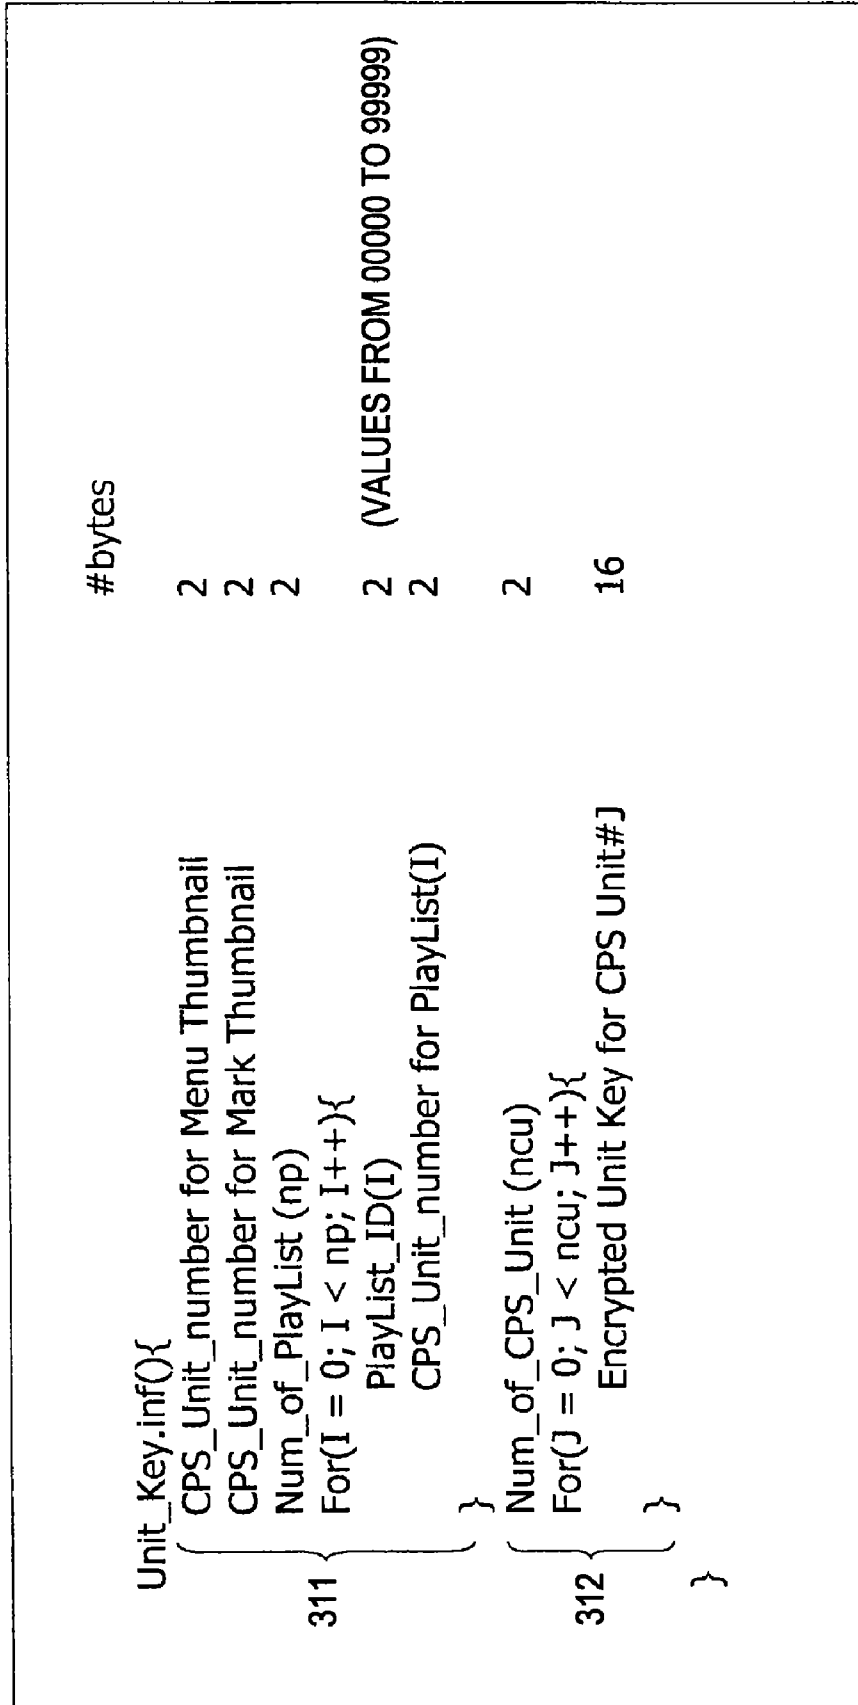 #bytes
Unit_Key.inf(){
CPS_Unit_number for Menu Thumbnail 2
CPS_Unit_number for Mark Thumbnail 2
Num_of_PlayList (np) 2
311 For(I = 0; I < np; I++){
PlayList_ID(I) 2 (VALUES FROM 00000 TO 99999)
CPS_Unit_number for PlayList(I) 2
}
Num_of_CPS_Unit (ncu) 2
For(J = 0; J < ncu; J++){
312 Encrypted Unit Key for CPS Unit#J 16
}
}